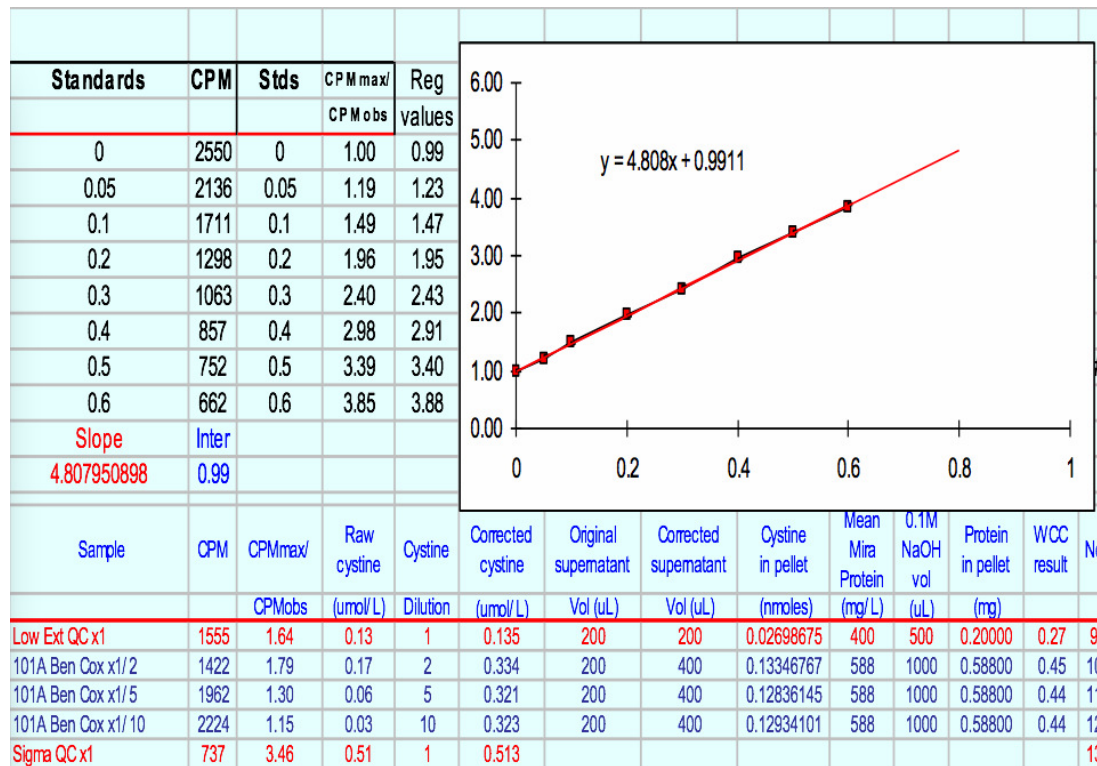 Standards CPM Stds CPMmax/ Reg
CPMobs values
0 2550 0 1.00 0.99
0.05 2136 0.05 1.19 1.23
0.1 1711 0.1 1.49 1.47
0.2 1298 0.2 1.96 1.95
0.3 1063 0.3 2.40 2.43
0.4 857 0.4 2.98 2.91
0.5 752 0.5 3.39 3.40
0.6 662 0.6 3.85 3.88
Slope Inter
4.807950898 0.99
6.00
5.00
4.00
3.00
2.00
1.00
0.00
y = 4.808x + 0.9911
0 0.2 0.4 0.6 0.8 1
Sample CPM CPMmax/ Raw cystine Cystine Corrected cystine Original supernatant Corrected supernatant Cystine in pellet Mean Mira Protein 0.1M NaOH vol Protein in pellet WCC result
CPMobs (umol/L) Dilution (umol/L) Vol (uL) Vol (uL) (nmoles) (mg/L) (uL) (mg)
Low Ext QC x1 1555 1.64 0.13 1 0.135 200 200 0.02698675 400 500 0.20000 0.27
101A Ben Cox x1/2 1422 1.79 0.17 2 0.334 200 400 0.13346767 588 1000 0.58800 0.45
101A Ben Cox x1/5 1962 1.30 0.06 5 0.321 200 400 0.12836145 588 1000 0.58800 0.44
101A Ben Cox x1/10 2224 1.15 0.03 10 0.323 200 400 0.12934101 588 1000 0.58800 0.44
Sigma QC x1 737 3.46 0.51 1 0.513